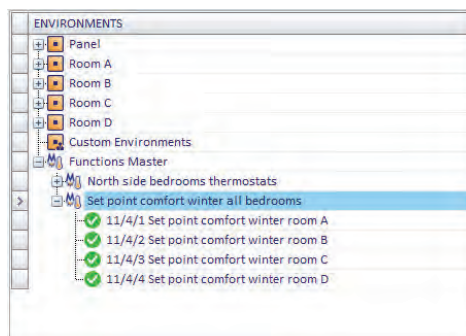 ENVIRONMENTS
Panel
Room A
Room B
Room C
Room D
Custom Environments
Functions Master
North side bedrooms thermostats
Set point comfort winter all bedrooms
11/4/1 Set point comfort winter room A
11/4/2 Set point comfort winter room B
11/4/3 Set point comfort winter room C
11/4/4 Set point comfort winter room D